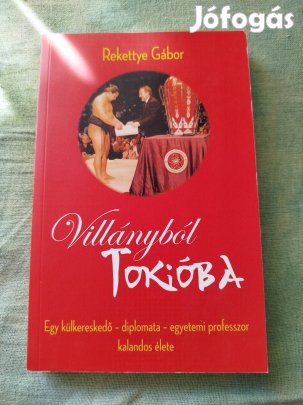 Jófogás
Rekettye Gábor
Villányból
TOKIÓBA
Egy külkereskedő – diplomata – egyetemi professzor
kalandos élete